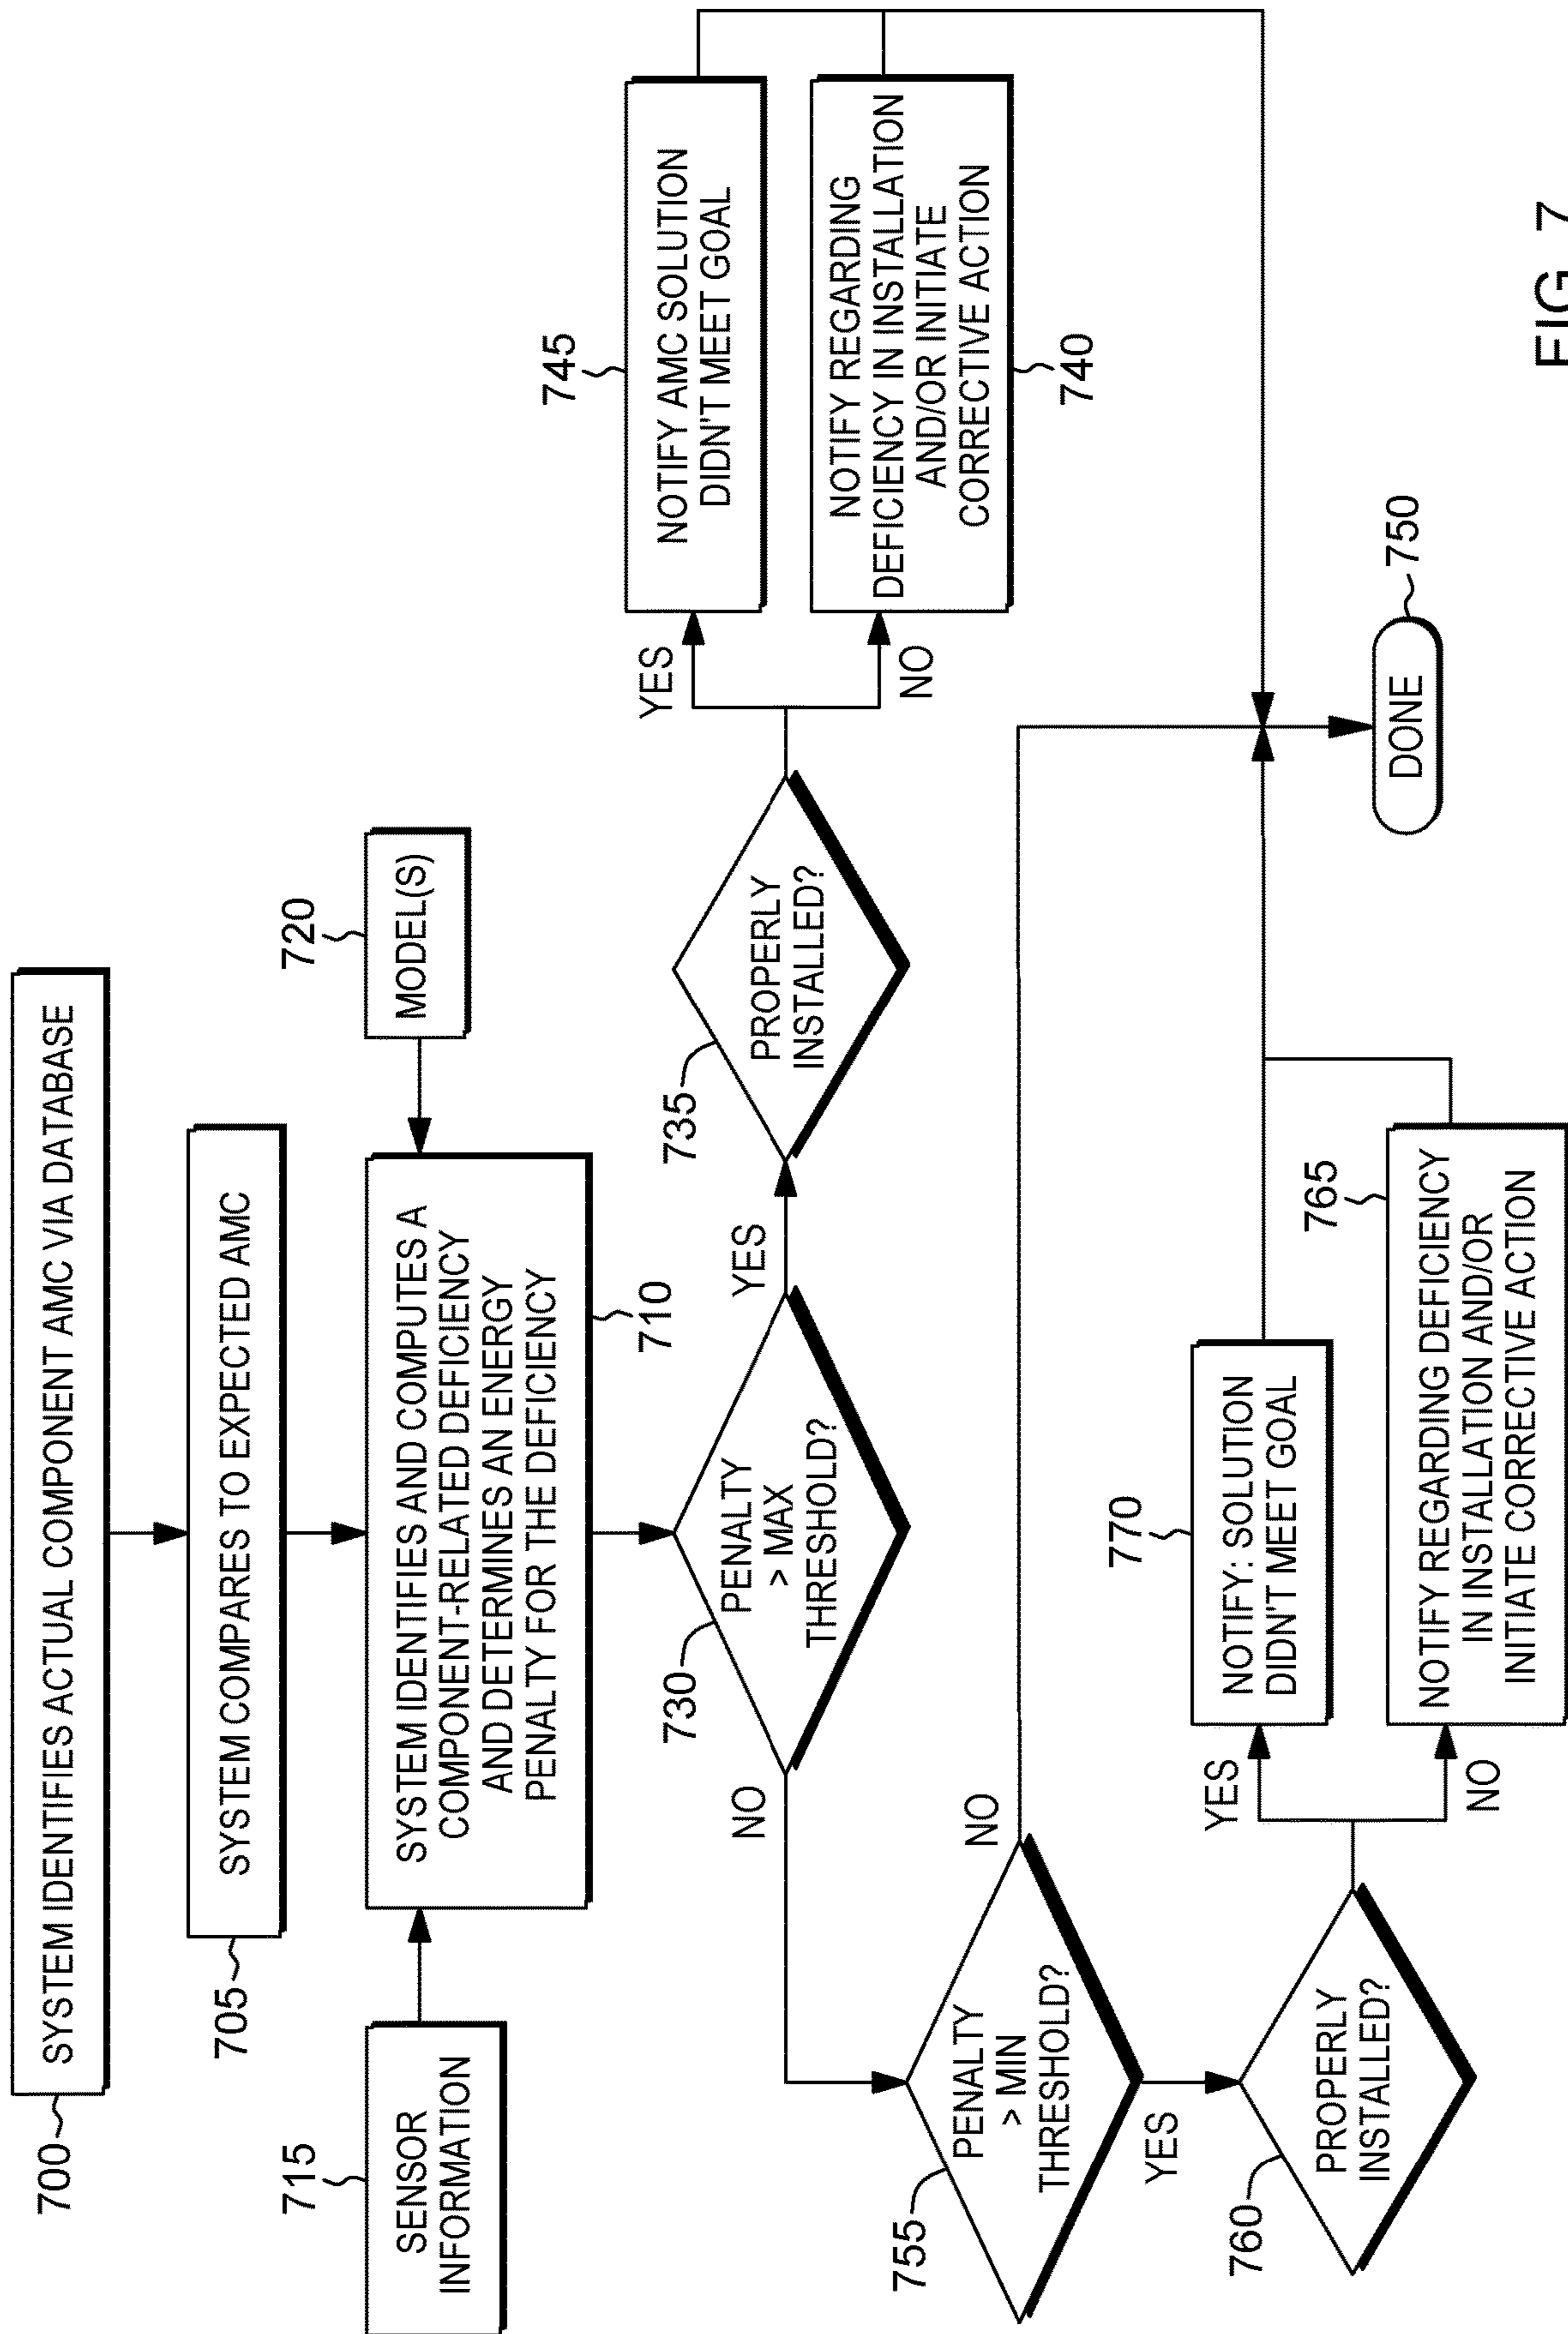 700
SYSTEM IDENTIFIES ACTUAL COMPONENT AMC VIA DATABASE
705
SYSTEM COMPARES TO EXPECTED AMC
715
SENSOR
INFORMATION
SYSTEM IDENTIFIES AND COMPUTES A
COMPONENT-RELATED DEFICIENCY
AND DETERMINES AN ENERGY
PENALTY FOR THE DEFICIENCY
710
720
MODEL(S)
730
PENALTY
> MAX
THRESHOLD?
YES
NO
735
PROPERLY
INSTALLED?
YES
NO
745
NOTIFY AMC SOLUTION
DIDN'T MEET GOAL
NOTIFY REGARDING
DEFICIENCY IN INSTALLATION
AND/OR INITIATE
CORRECTIVE ACTION
740
755
PENALTY
> MIN
THRESHOLD?
NO
YES
760
PROPERLY
INSTALLED?
YES
NO
770
NOTIFY: SOLUTION
DIDN'T MEET GOAL
765
NOTIFY REGARDING DEFICIENCY
IN INSTALLATION AND/OR
INITIATE CORRECTIVE ACTION
DONE
750
FIG. 7